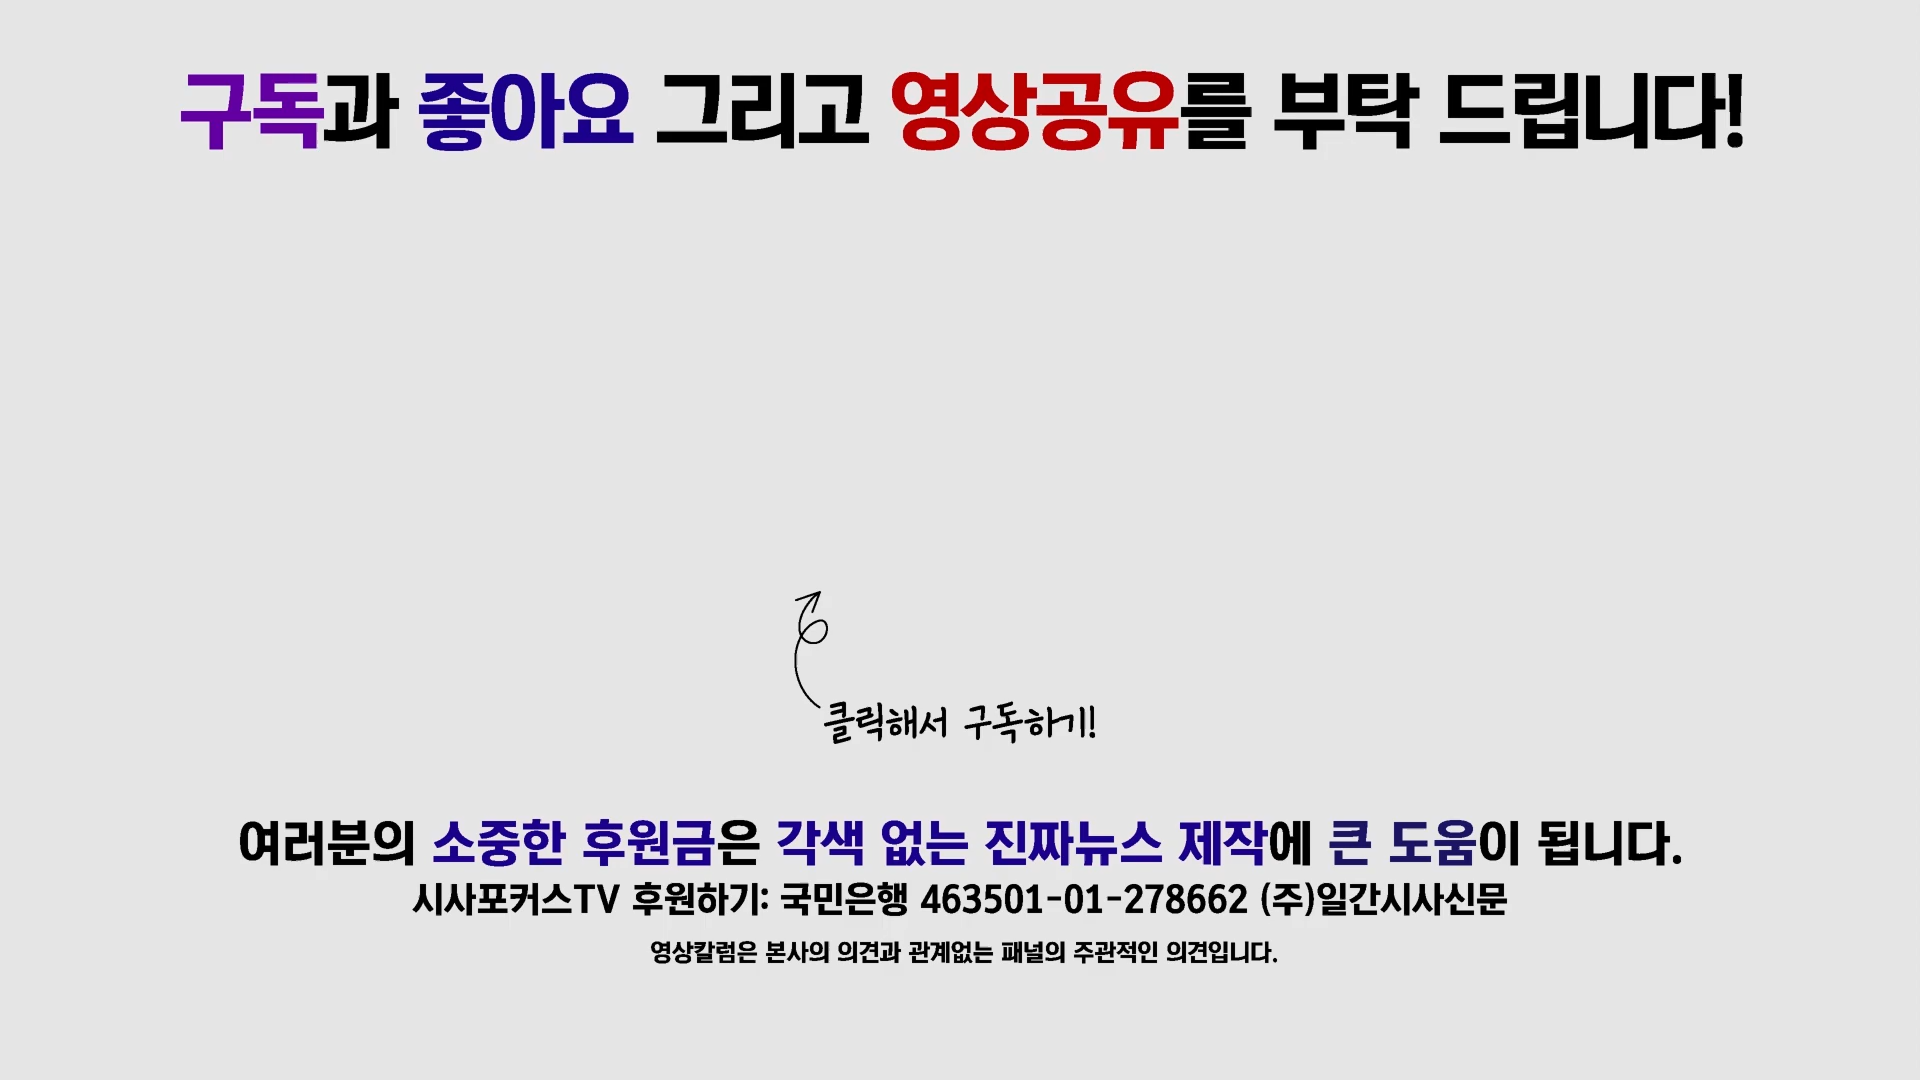 구독과 좋아요 그리고 영상공유를 부탁 드립니다!
클릭해서 구독하기!
여러분의 소중한 후원금은 각색 없는 진짜뉴스 제작에 큰 도움이 됩니다.
시사포커스TV 후원하기: 국민은행 463501-01-278662 (주)일간시사신문
영상칼럼은 본사의 의견과 관계없는 패널의 주관적인 의견입니다.